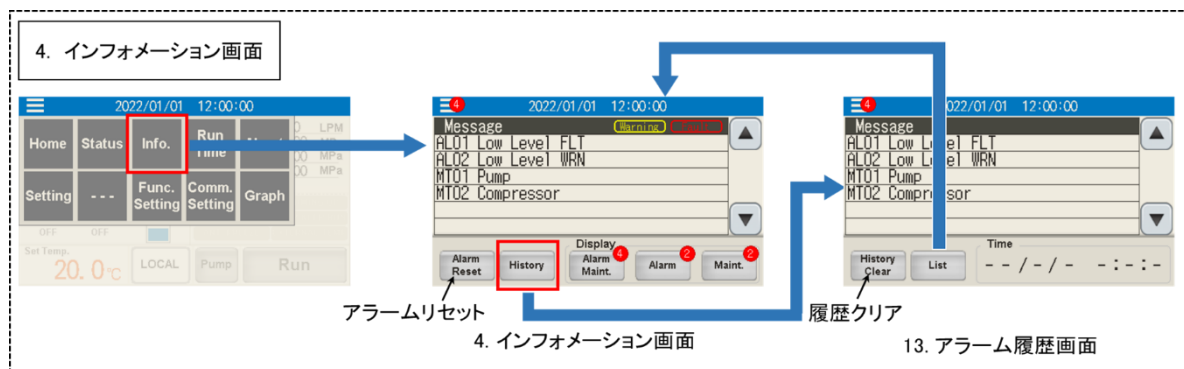 4. インフォメーション画面
2022/01/01 12:00:00
Home Status Info. Run Time
LPM
MPa
MPa
Setting --- Func. Setting Comm. Setting Graph
OFF OFF
Set Temp.
20.0℃ LOCAL Pump Run
4 2022/01/01 12:00:00
Message Warning
AL01 Low Level FLT
AL02 Low Level WRN
MT01 Pump
MT02 Compressor
Display
Alarm Reset History Alarm Maint. 4 Alarm 2 Maint. 2
アラームリセット
4. インフォメーション画面
4 2022/01/01 12:00:00
Message
AL01 Low Level FLT
AL02 Low Level WRN
MT01 Pump
MT02 Compressor
Time
History Clear List --/-/- -:-:-
履歴クリア
13. アラーム履歴画面